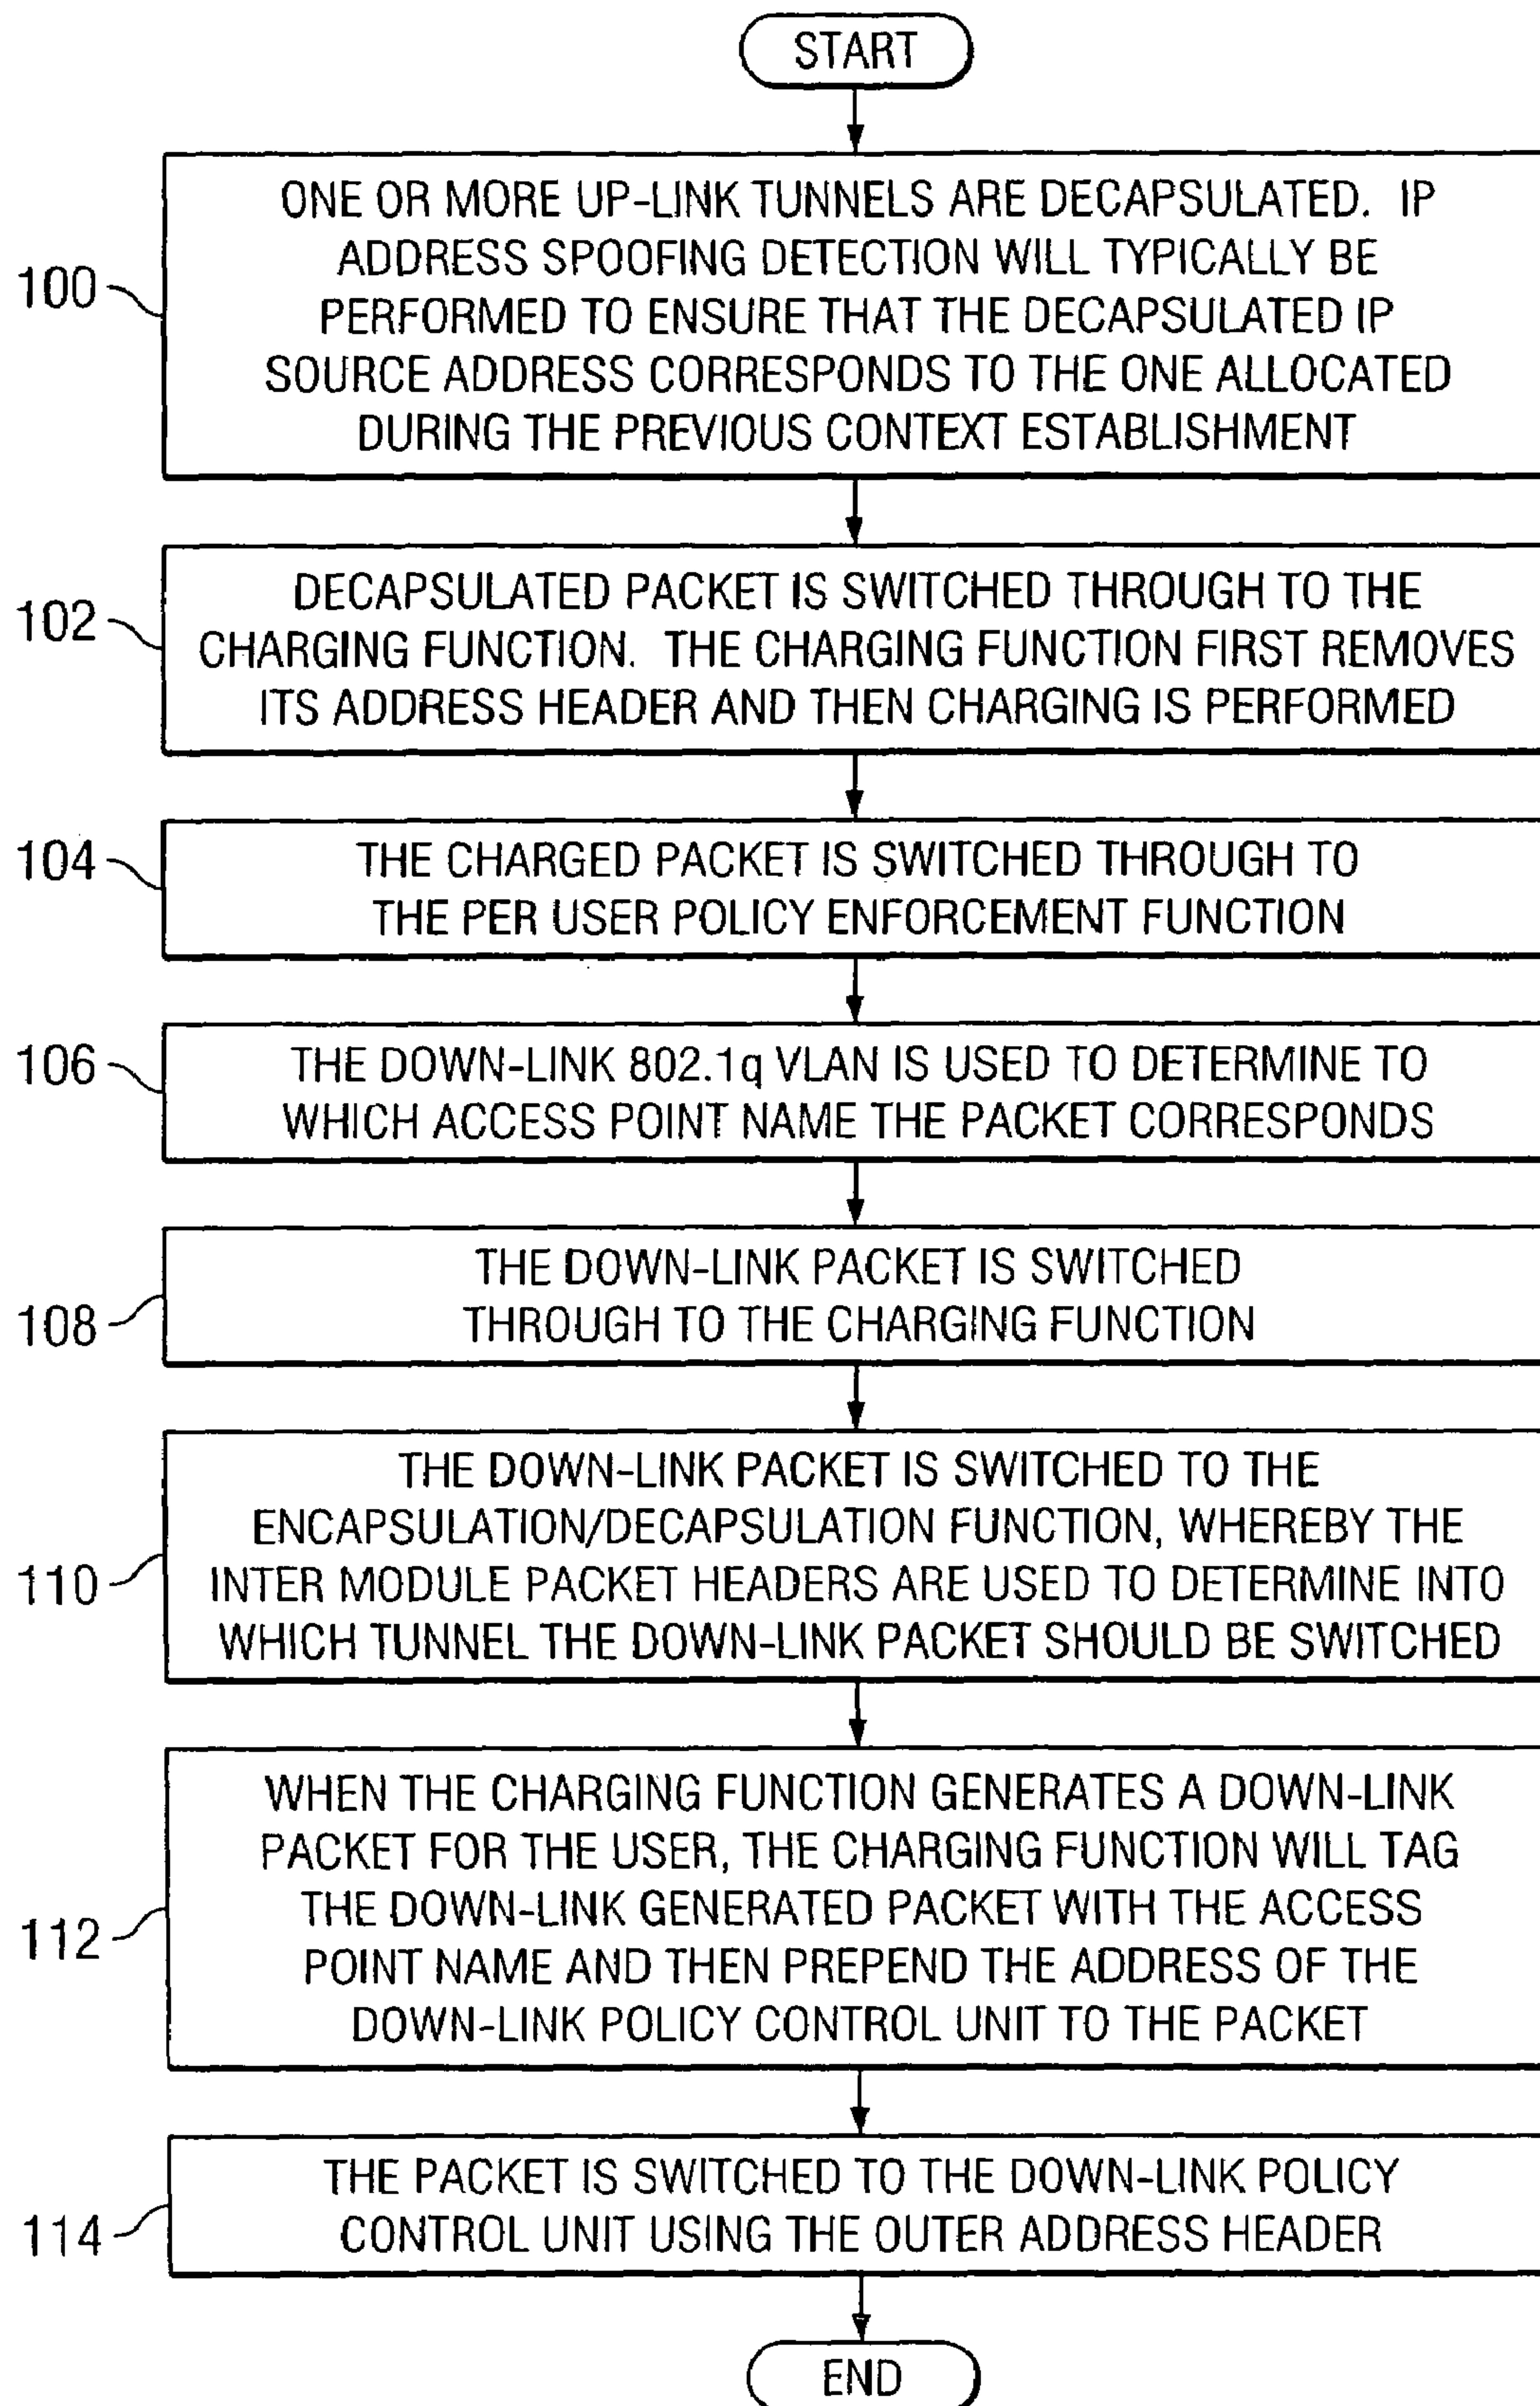 START
100
ONE OR MORE UP-LINK TUNNELS ARE DECAPSULATED. IP
ADDRESS SPOOFING DETECTION WILL TYPICALLY BE
PERFORMED TO ENSURE THAT THE DECAPSULATED IP
SOURCE ADDRESS CORRESPONDS TO THE ONE ALLOCATED
DURING THE PREVIOUS CONTEXT ESTABLISHMENT
102
DECAPSULATED PACKET IS SWITCHED THROUGH TO THE
CHARGING FUNCTION. THE CHARGING FUNCTION FIRST REMOVES
ITS ADDRESS HEADER AND THEN CHARGING IS PERFORMED
104
THE CHARGED PACKET IS SWITCHED THROUGH TO
THE PER USER POLICY ENFORCEMENT FUNCTION
106
THE DOWN-LINK 802.1q VLAN IS USED TO DETERMINE TO
WHICH ACCESS POINT NAME THE PACKET CORRESPONDS
108
THE DOWN-LINK PACKET IS SWITCHED
THROUGH TO THE CHARGING FUNCTION
110
THE DOWN-LINK PACKET IS SWITCHED TO THE
ENCAPSULATION/DECAPSULATION FUNCTION, WHEREBY THE
INTER MODULE PACKET HEADERS ARE USED TO DETERMINE INTO
WHICH TUNNEL THE DOWN-LINK PACKET SHOULD BE SWITCHED
112
WHEN THE CHARGING FUNCTION GENERATES A DOWN-LINK
PACKET FOR THE USER, THE CHARGING FUNCTION WILL TAG
THE DOWN-LINK GENERATED PACKET WITH THE ACCESS
POINT NAME AND THEN PREPEND THE ADDRESS OF THE
DOWN-LINK POLICY CONTROL UNIT TO THE PACKET
114
THE PACKET IS SWITCHED TO THE DOWN-LINK POLICY
CONTROL UNIT USING THE OUTER ADDRESS HEADER
END